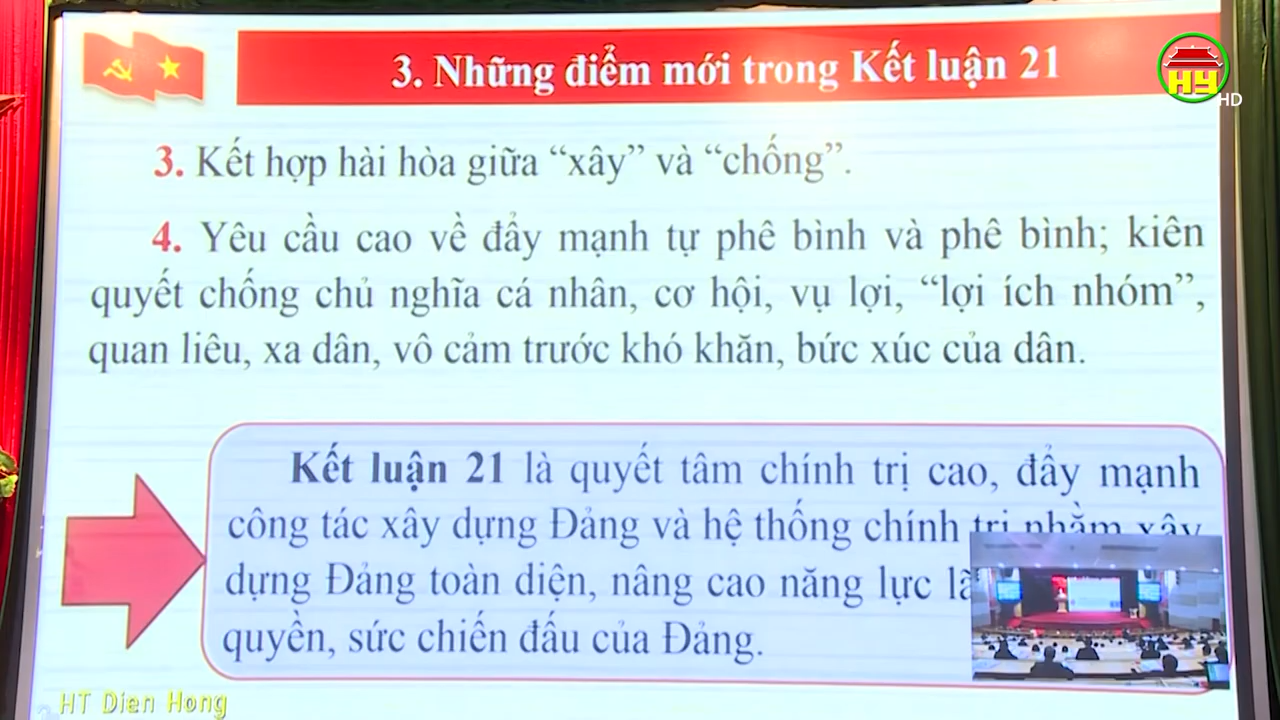 3. Những điểm mới trong Kết luận 21
HY
HD
3. Kết hợp hài hòa giữa “xây” và “chống”.
4. Yêu cầu cao về đẩy mạnh tự phê bình và phê bình; kiên
quyết chống chủ nghĩa cá nhân, cơ hội, vụ lợi, “lợi ích nhóm”,
quan liêu, xa dân, vô cảm trước khó khăn, bức xúc của dân.
Kết luận 21 là quyết tâm chính trị cao, đẩy mạnh
công tác xây dựng Đảng và hệ thống chính trị nhằm xây
dựng Đảng toàn diện, nâng cao năng lực
quyền, sức chiến đấu của Đảng.
HT Dien Hong